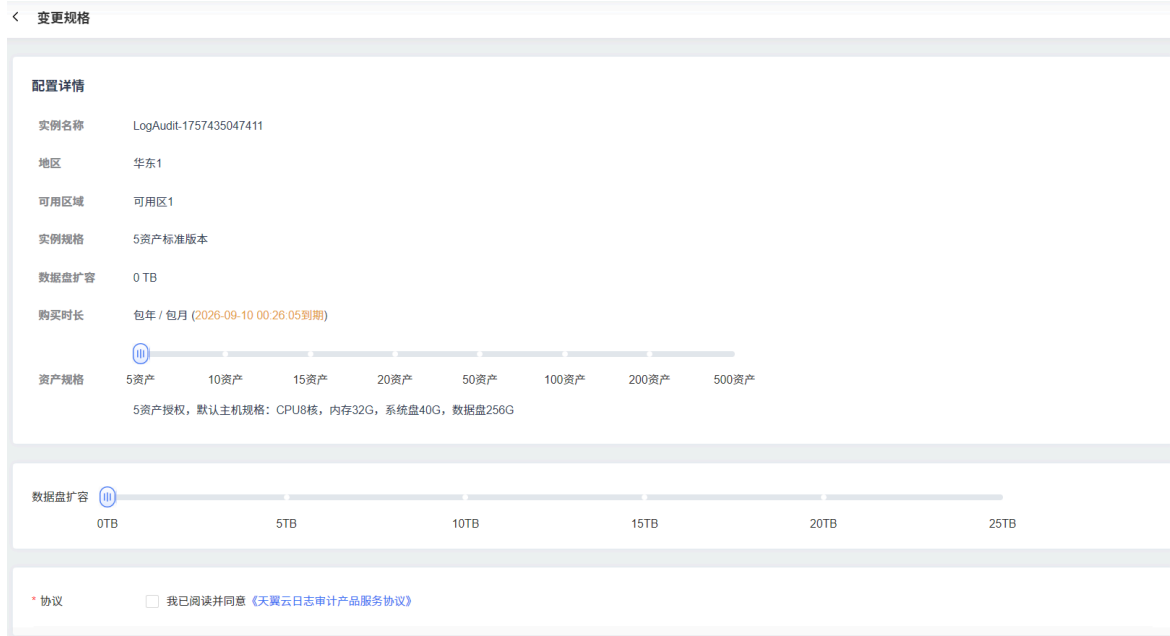 变更规格
配置详情
实例名称 LogAudit-1757435047411
地区 华东1
可用区域 可用区1
实例规格 5资产标准版本
数据盘扩容 0 TB
购买时长 包年 / 包月 (2026-09-10 00:26:05到期)
资产规格 5资产 10资产 15资产 20资产 50资产 100资产 200资产 500资产
5资产授权，默认主机规格：CPU8核，内存32G，系统盘40G，数据盘256G
数据盘扩容
0TB 5TB 10TB 15TB 20TB 25TB
* 协议 我已阅读并同意《天翼云日志审计产品服务协议》